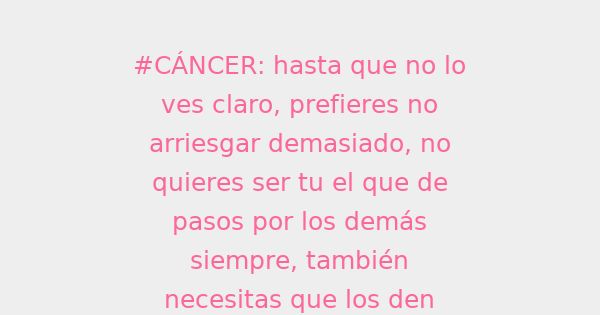 #CÁNCER: hasta que no lo
ves claro, prefieres no
arriesgar demasiado, no
quieres ser tu el que de
pasos por los demás
siempre, también
necesitas que los den